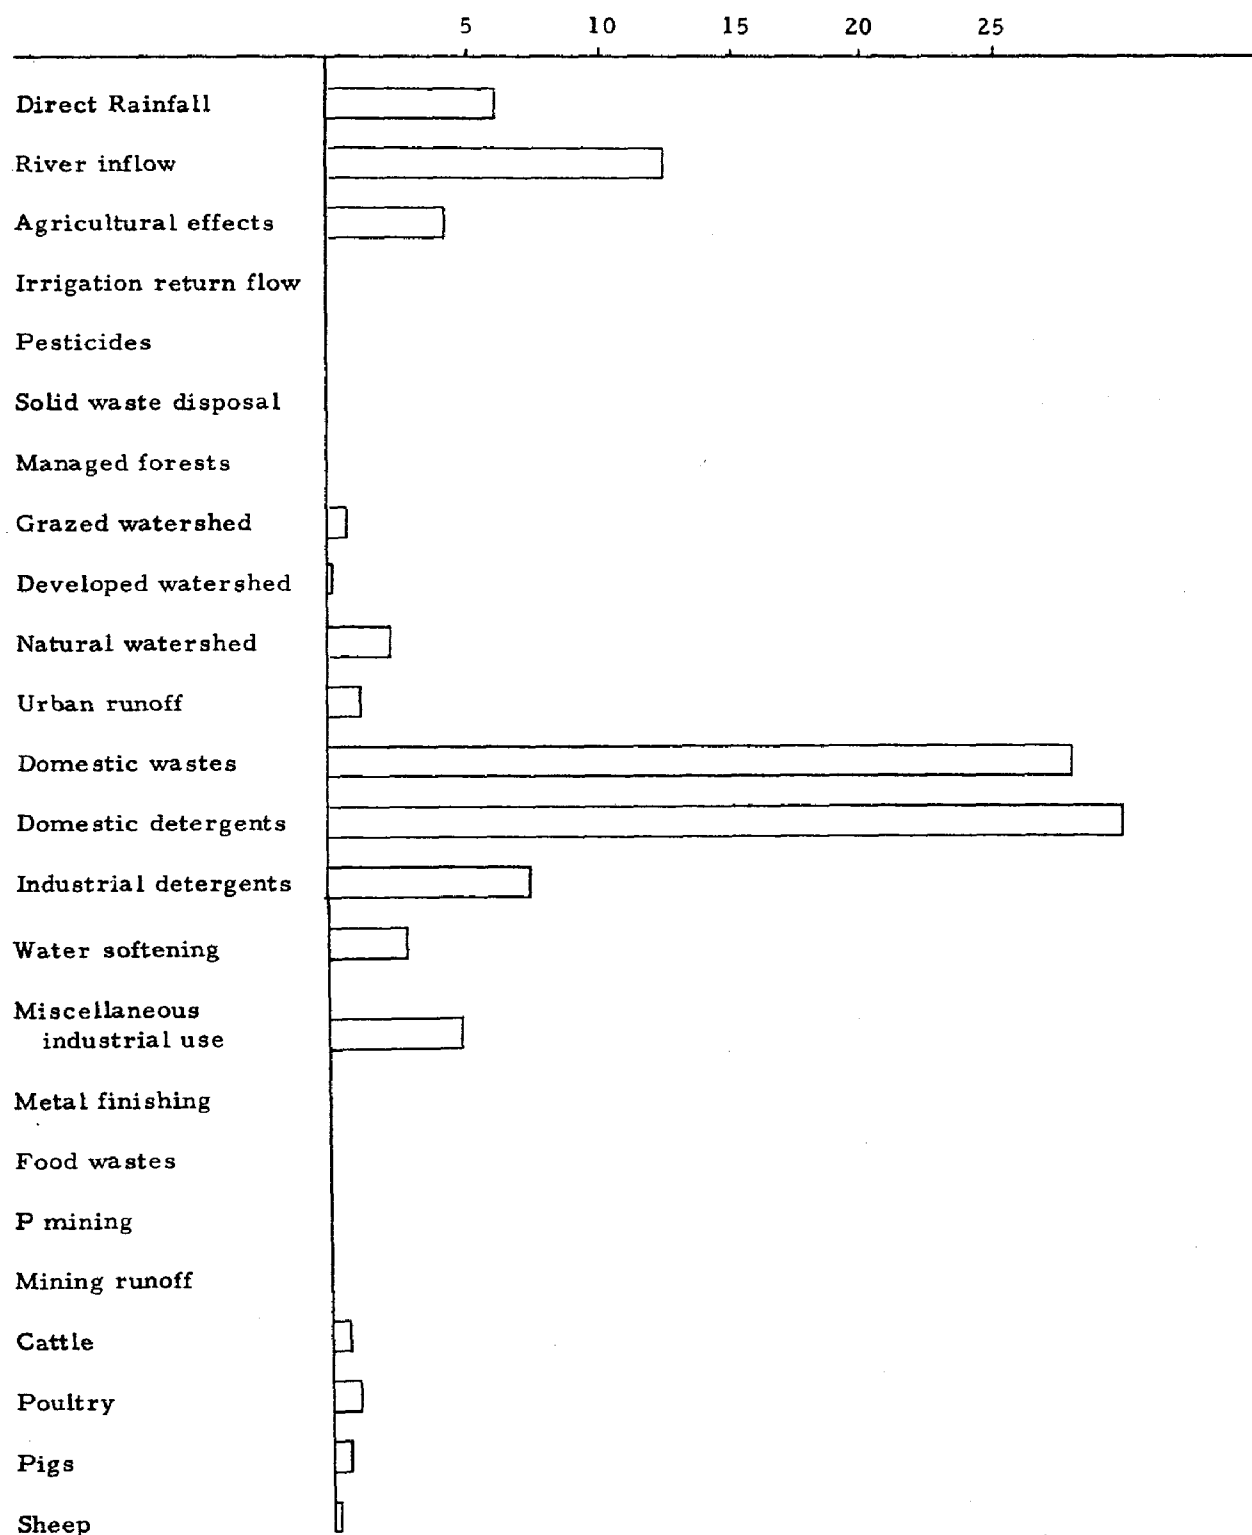 5 10 15 20 25
Direct Rainfall
River inflow
Agricultural effects
Irrigation return flow
Pesticides
Solid waste disposal
Managed forests
Grazed watershed
Developed watershed
Natural watershed
Urban runoff
Domestic wastes
Domestic detergents
Industrial detergents
Water softening
Miscellaneous
industrial use
Metal finishing
Food wastes
P mining
Mining runoff
Cattle
Poultry
Pigs
Sheep